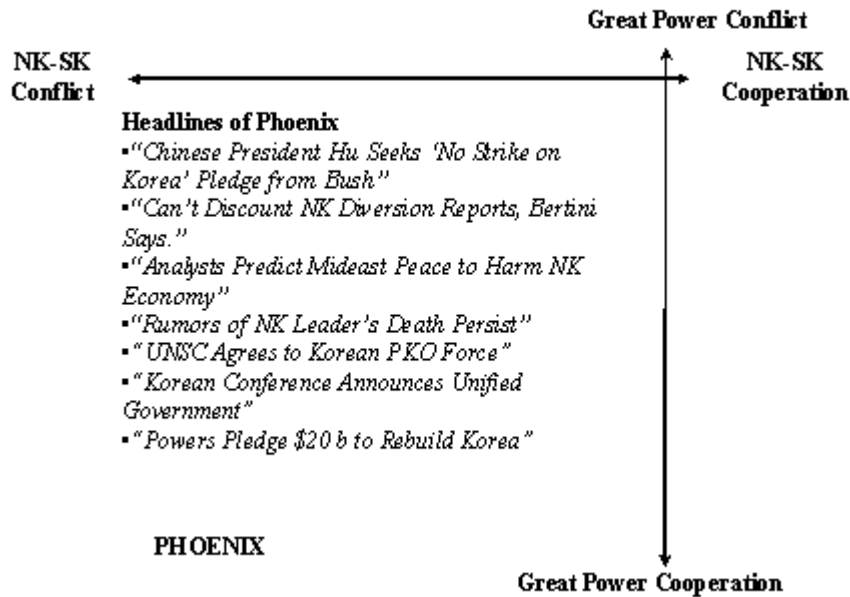 Great Power Conflict
NK-SK
Conflict
NK-SK
Cooperation
Headlines of Phoenix
▪“Chinese President Hu Seeks ‘No Strike on
Korea’ Pledge from Bush”
▪“Can’t Discount NK Diversion Reports, Bertini
Says.”
▪“Analysts Predict Mideast Peace to Harm NK
Economy”
▪“Rumors of NK Leader’s Death Persist”
▪“UNSC Agrees to Korean PKO Force”
▪“Korean Conference Announces Unified
Government”
▪“Powers Pledge $20 b to Rebuild Korea”
PHOENIX
Great Power Cooperation